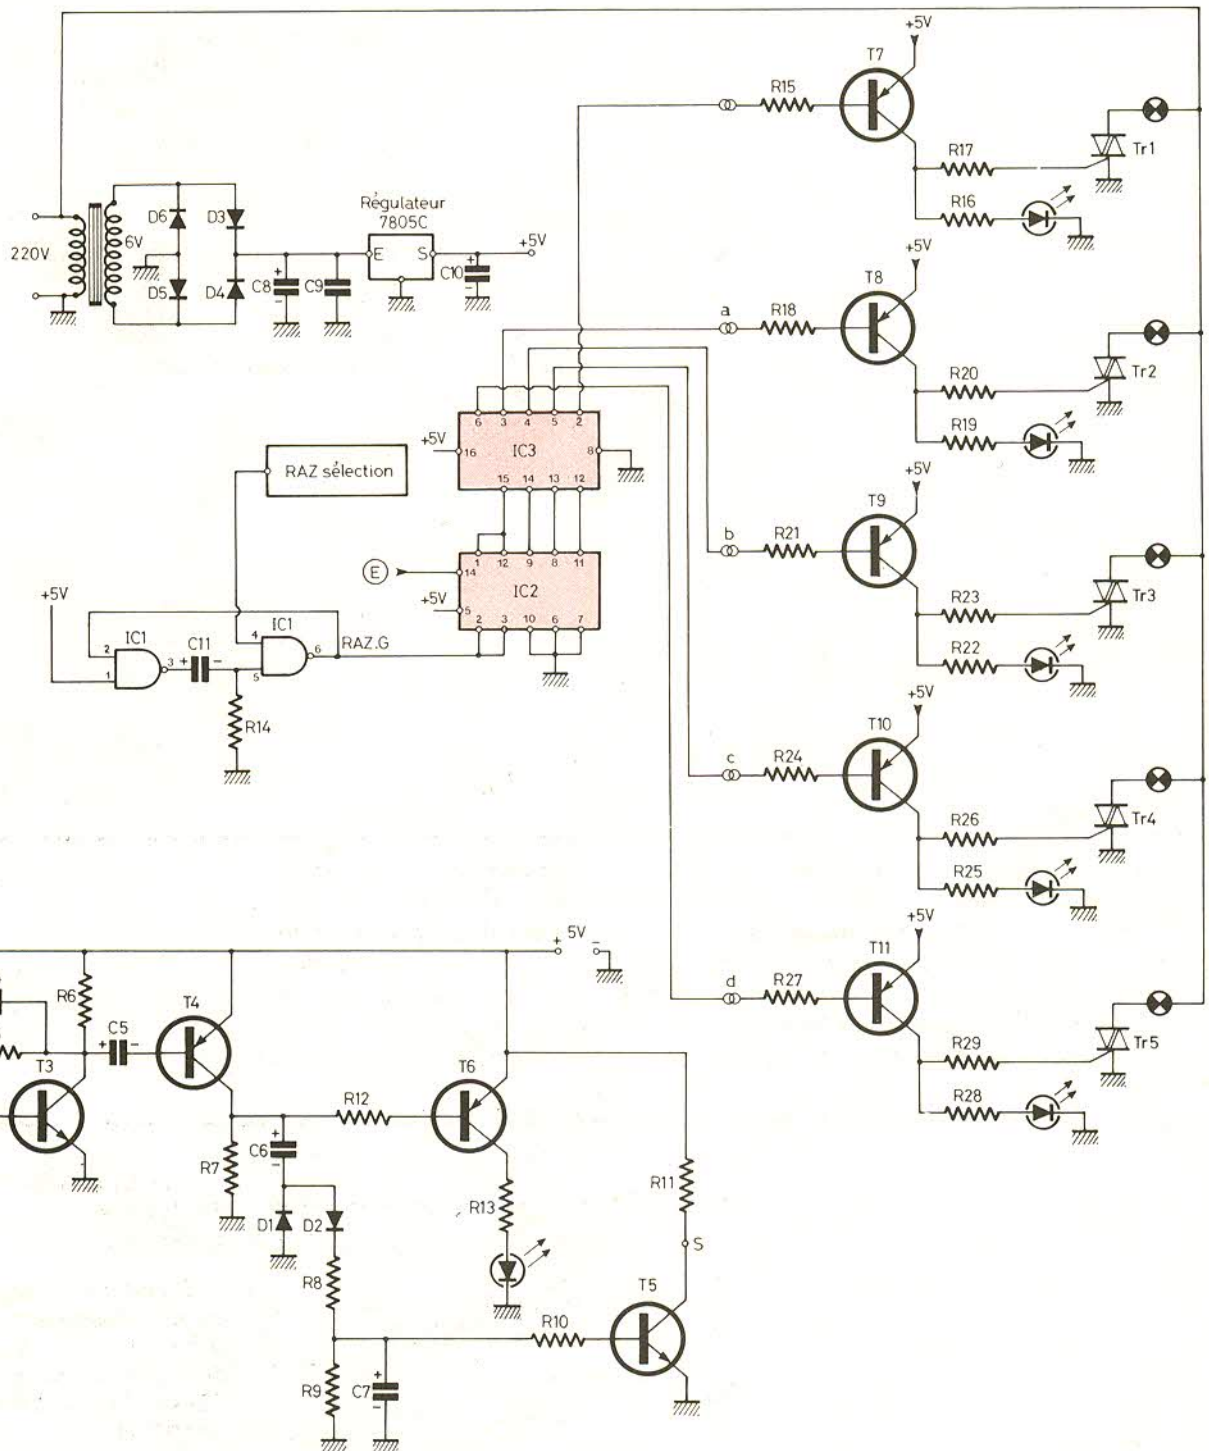 +5V
T7
R15
R17
Tr1
R16
220V
6V
D6
D3
D5
D4
+
C8
-
C9
Régulateur
7805C
E
S
+
C10
-
+5V
+5V
T8
a
R18
R20
Tr2
R19
6
3
4
5
2
+5V
16
IC3
8
15
14
13
12
RAZ sélection
E
1
12
9
8
11
14
IC2
+5V
5
2
3
10
6
7
+5V
T9
b
R21
R23
Tr3
R22
+5V
IC1
2
1
3
+
C11
-
IC1
4
5
6
RAZ.G
R14
+5V
T10
c
R24
R26
Tr4
R25
+5V
T11
d
R27
R29
Tr5
R28
+
5V
-
R6
T3
+
C5
-
T4
R7
+
C6
-
R12
T6
R13
D1
D2
R8
R9
+
C7
-
R10
R11
S
T5